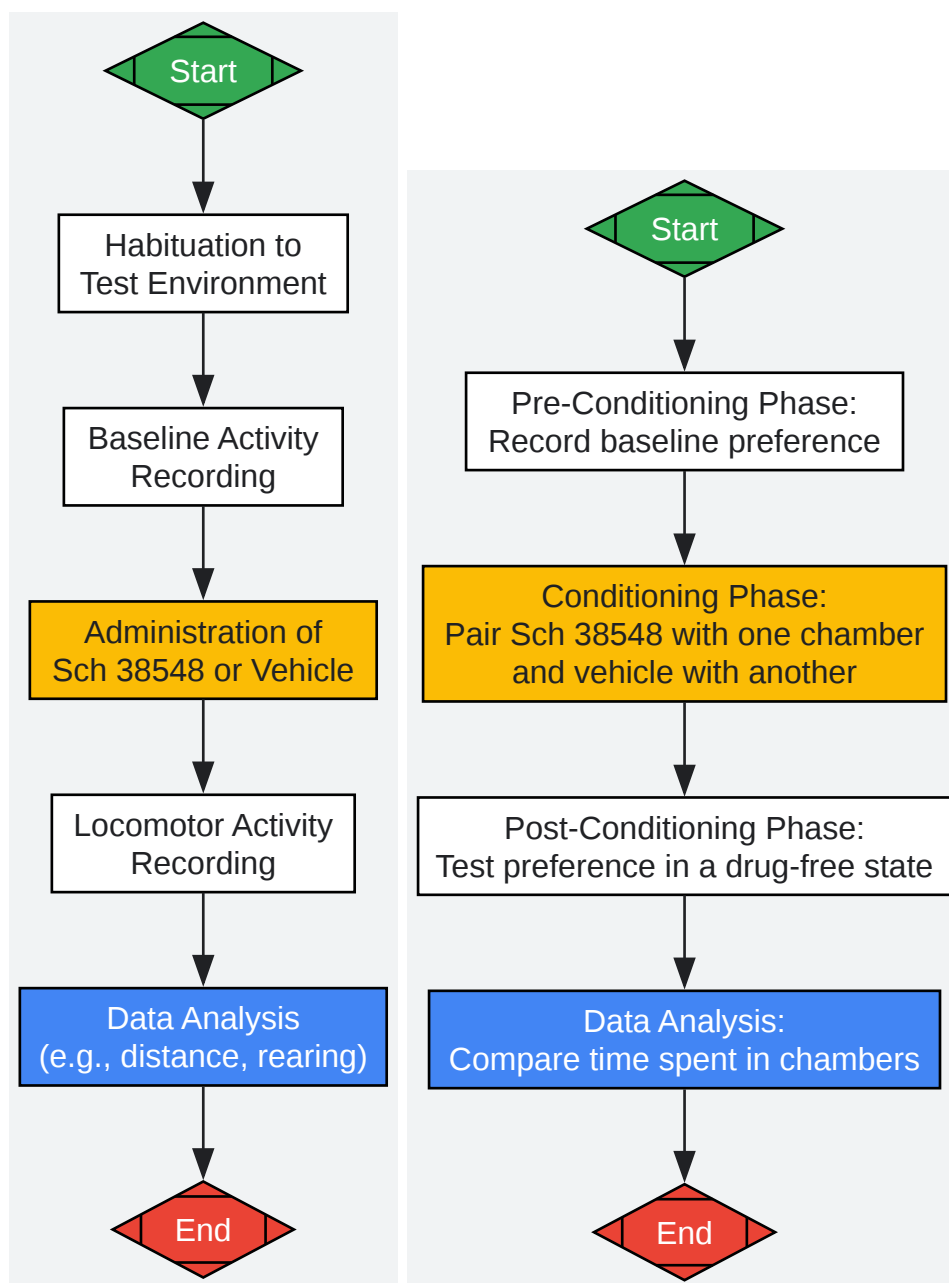 Start
Habituation to
Test Environment
Baseline Activity
Recording
Administration of
Sch 38548 or Vehicle
Locomotor Activity
Recording
Data Analysis
(e.g., distance, rearing)
End
Start
Pre-Conditioning Phase:
Record baseline preference
Conditioning Phase:
Pair Sch 38548 with one chamber
and vehicle with another
Post-Conditioning Phase:
Test preference in a drug-free state
Data Analysis:
Compare time spent in chambers
End